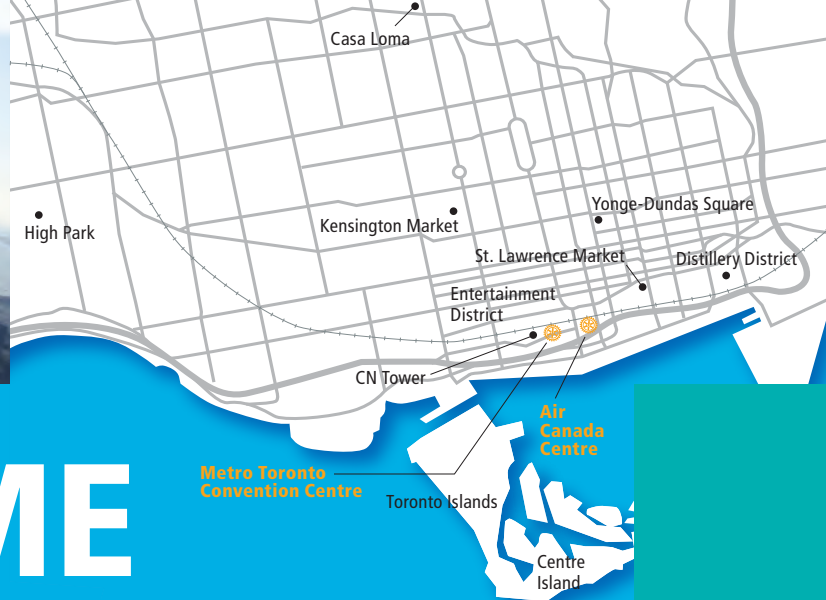 Casa Loma
High Park
Kensington Market
Yonge-Dundas Square
St. Lawrence Market
Distillery District
Entertainment
District
CN Tower
Air
Canada
Centre
Metro Toronto
Convention Centre
Toronto Islands
Centre
Island
ME